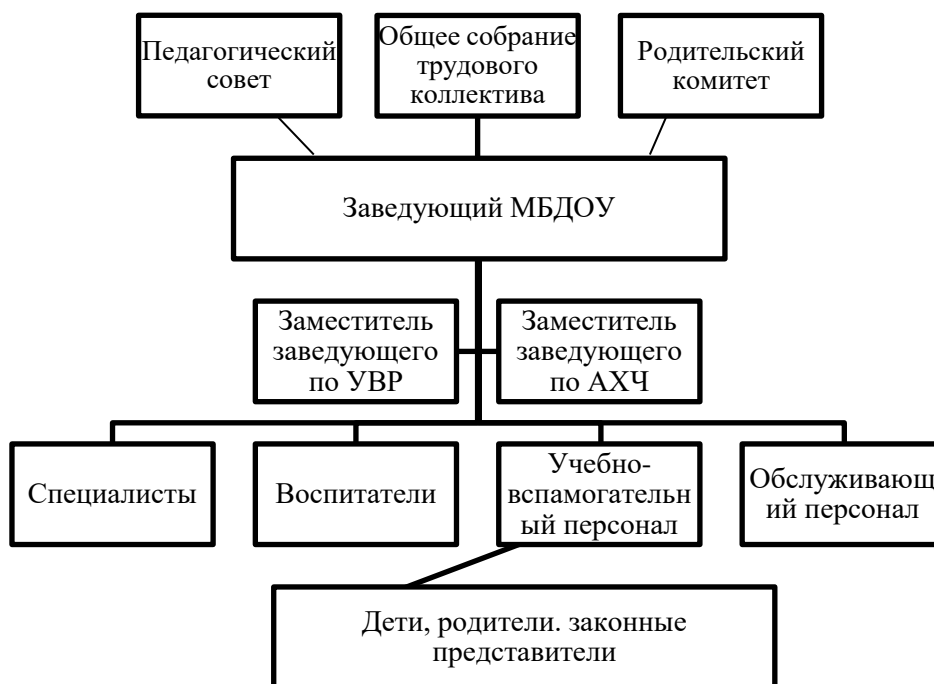 Педагогический
совет
Общее собрание
трудового
коллектива
Родительский
комитет
Заведующий МБДОУ
Заместитель
заведующего
по УВР
Заместитель
заведующего
по АХЧ
Специалисты
Воспитатели
Учебно-
вспамогательн
ый персонал
Обслуживающ
ий персонал
Дети, родители. законные
представители